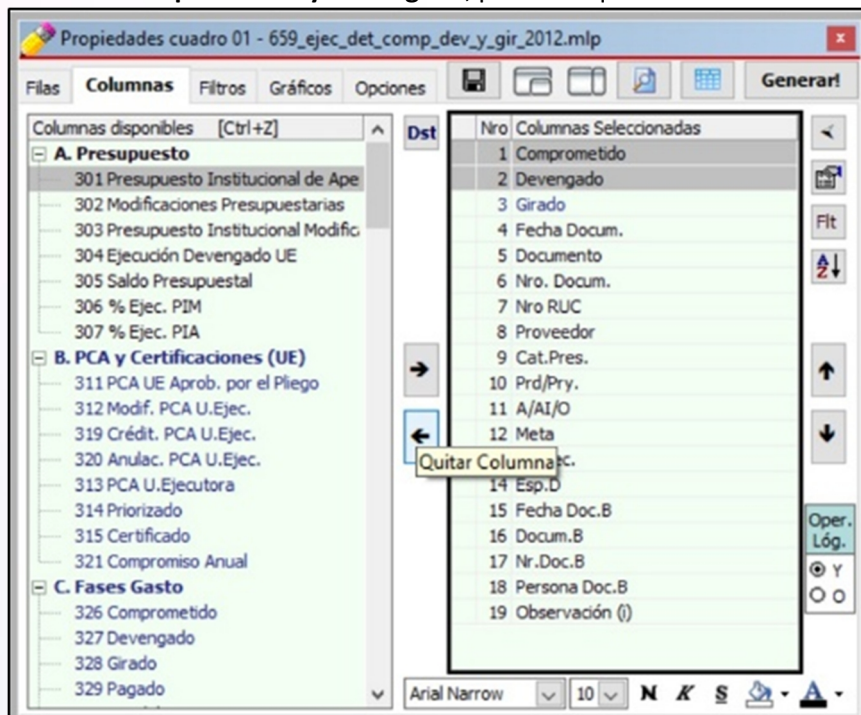 Propiedades cuadro 01 - 659_ejec_det_comp_dev_y_gir_2012.mlp x
Filas Columnas Filtros Gráficos Opciones Generar!
Columnas disponibles [Ctrl+Z]
A. Presupuesto
301 Presupuesto Institucional de Ape
302 Modificaciones Presupuestarias
303 Presupuesto Institucional Modific
304 Ejecución Devengado UE
305 Saldo Presupuestal
306 % Ejec. PIM
307 % Ejec. PIA
B. PCA y Certificaciones (UE)
311 PCA UE Aprob. por el Pliego
312 Modif. PCA U.Ejec.
319 Crédit. PCA U.Ejec.
320 Anulac. PCA U.Ejec.
313 PCA U.Ejecutora
314 Priorizado
315 Certificado
321 Compromiso Anual
C. Fases Gasto
326 Comprometido
327 Devengado
328 Girado
329 Pagado
Dst
Quitar Columna
Nro Columnas Seleccionadas
1 Comprometido
2 Devengado
3 Girado
4 Fecha Docum.
5 Documento
6 Nro. Docum.
7 Nro RUC
8 Proveedor
9 Cat.Pres.
10 Prd/Pry.
11 A/AI/O
12 Meta
ec.
14 Esp.D
15 Fecha Doc.B
16 Docum.B
17 Nr.Doc.B
18 Persona Doc.B
19 Observación (i)
Flt
A
Z
Oper.
Lóg.
Y
O
Arial Narrow 10 N K S A